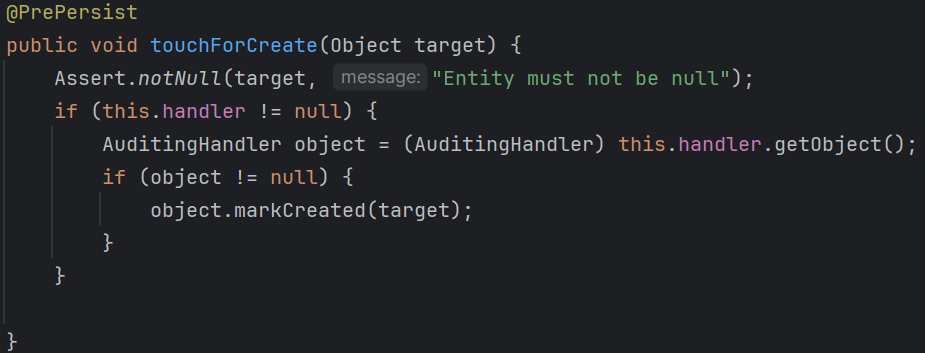 @PrePersist
public void touchForCreate(Object target) {
    Assert.notNull(target, message: "Entity must not be null");
    if (this.handler != null) {
        AuditingHandler object = (AuditingHandler) this.handler.getObject();
        if (object != null) {
            object.markCreated(target);
        }
    }
}